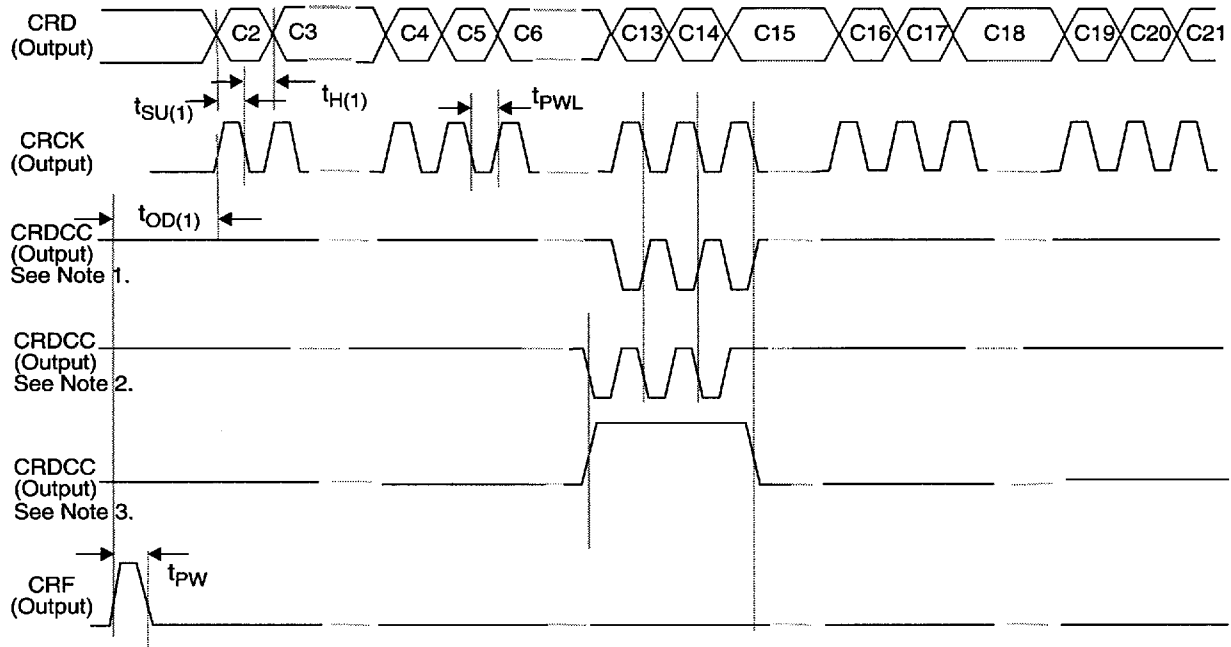 CRD
(Output)
C2 C3 C4 C5 C6 C13 C14 C15 C16 C17 C18 C19 C20 C21
tSU(1) tH(1) tPWL
CRCK
(Output)
tOD(1)
CRDCC
(Output)
See Note 1.
CRDCC
(Output)
See Note 2.
CRDCC
(Output)
See Note 3.
tPW
CRF
(Output)